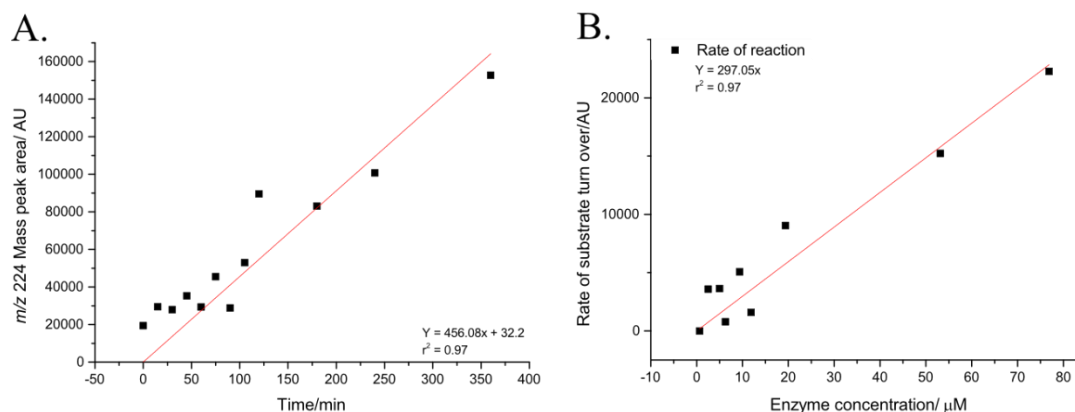 A.
m/z 224 Mass peak area/ AU
160000
140000
120000
100000
80000
60000
40000
20000
0
-50 0 50 100 150 200 250 300 350 400
Time/min
Y = 456.08x + 32.2
r² = 0.97
B.
Rate of reaction
Y = 297.05x
r² = 0.97
Rate of substrate turn over/AU
20000
10000
0
-10 0 10 20 30 40 50 60 70 80
Enzyme concentration/ μM